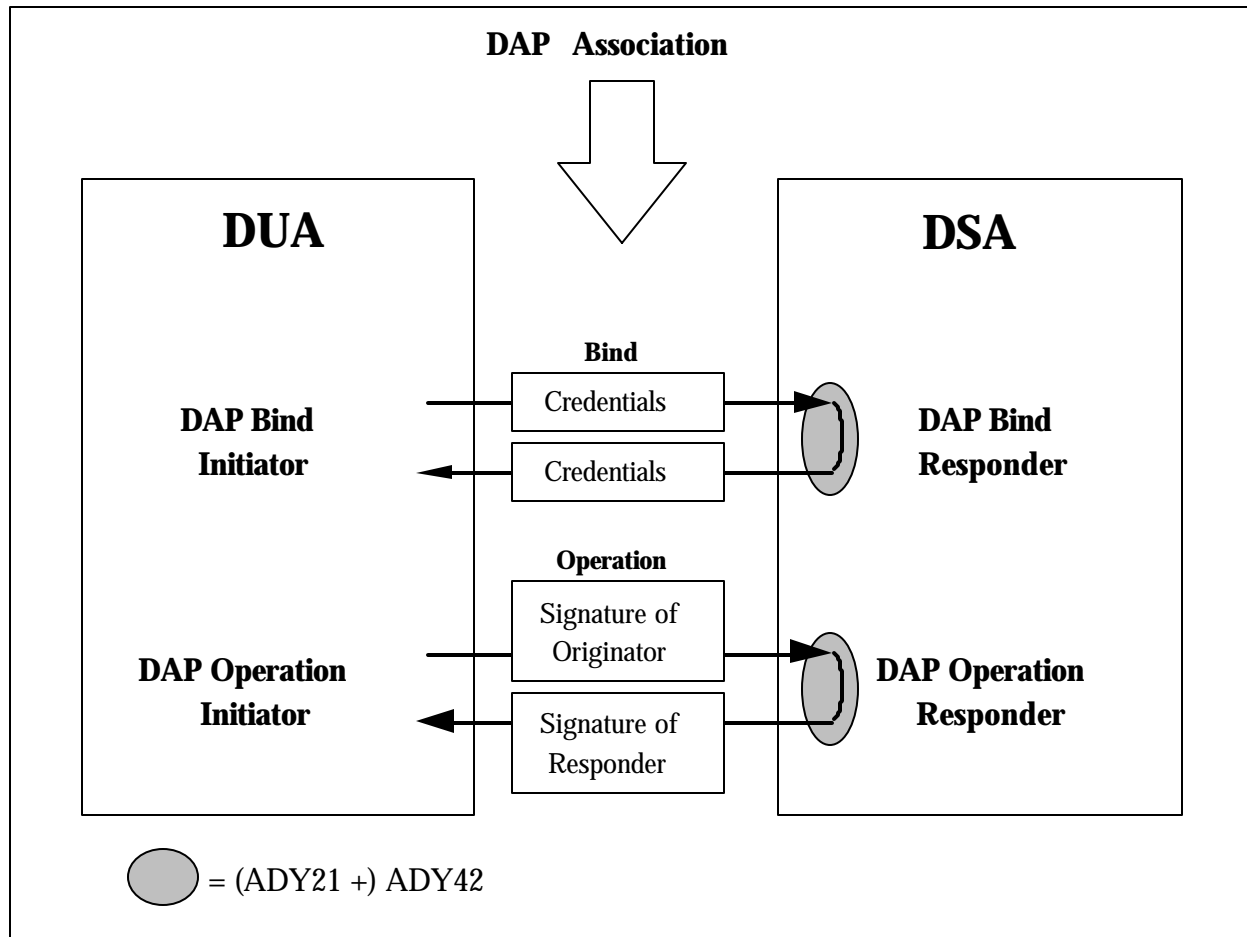 DAP Association
DUA
DSA
Bind
Credentials
DAP Bind
Initiator
DAP Bind
Responder
Credentials
Operation
Signature of
Originator
DAP Operation
Initiator
DAP Operation
Responder
Signature of
Responder
= (ADY21 +) ADY42